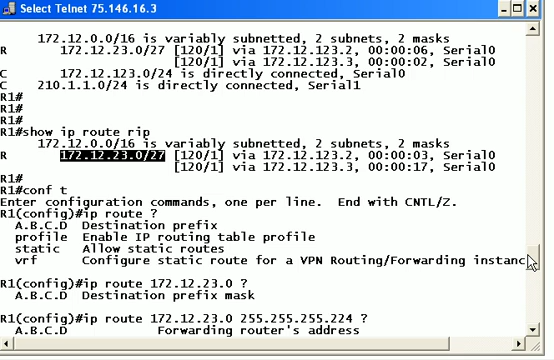 Select Telnet 75.146.16.3
172.12.0.0/16 is variably subnetted, 2 subnets, 2 masks
R 172.12.23.0/27 [120/1] via 172.12.123.2, 00:00:06, Serial0
[120/1] via 172.12.123.3, 00:00:02, Serial0
C 172.12.123.0/24 is directly connected, Serial0
C 210.1.1.0/24 is directly connected, Serial1
R1#
R1#
R1#
R1#show ip route rip
172.12.0.0/16 is variably subnetted, 2 subnets, 2 masks
R 172.12.23.0/27 [120/1] via 172.12.123.2, 00:00:03, Serial0
[120/1] via 172.12.123.3, 00:00:17, Serial0
R1#
R1#conf t
Enter configuration commands, one per line. End with CNTL/Z.
R1(config)#ip route ?
A.B.C.D Destination prefix
profile Enable IP routing table profile
static Allow static routes
vrf Configure static route for a VPN Routing/Forwarding instanc
R1(config)#ip route 172.12.23.0 ?
A.B.C.D Destination prefix mask
R1(config)#ip route 172.12.23.0 255.255.255.224 ?
A.B.C.D Forwarding router's address